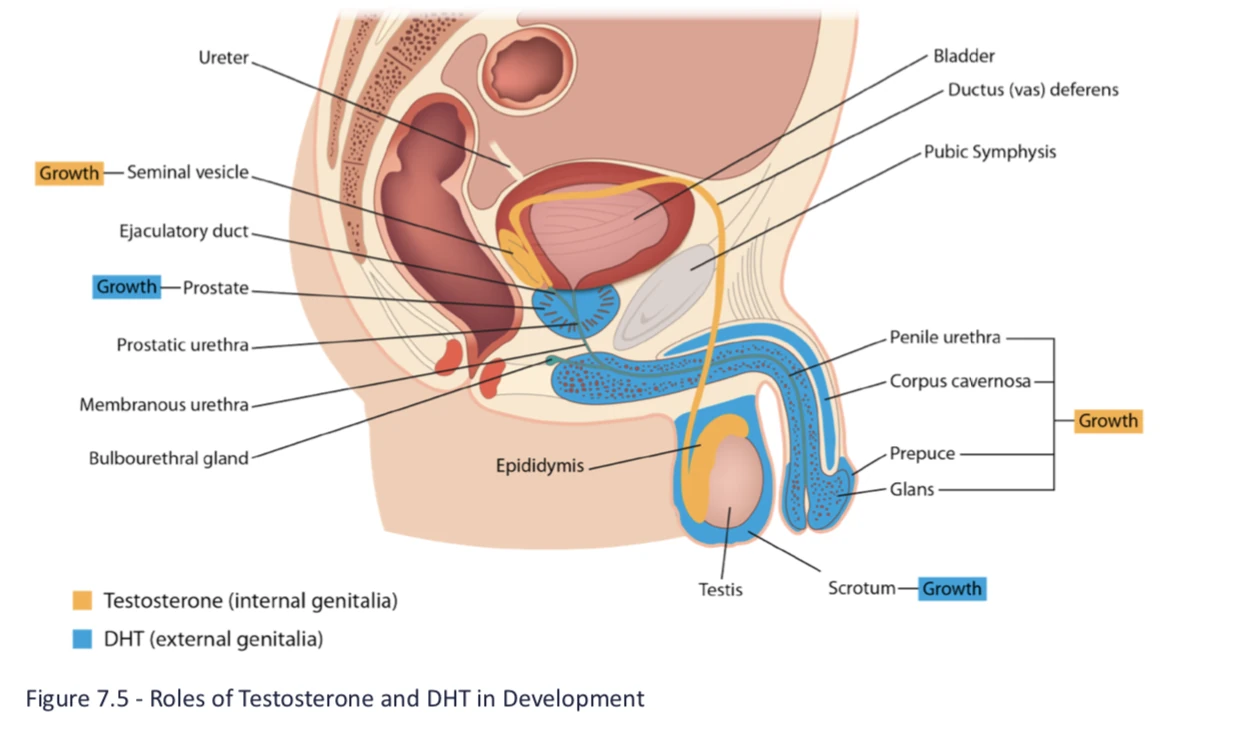 Ureter
Growth Seminal vesicle
Ejaculatory duct
Growth Prostate
Prostatic urethra
Membranous urethra
Bulbourethral gland
Bladder
Ductus (vas) deferens
Pubic Symphysis
Penile urethra
Corpus cavernosa
Growth
Prepuce
Glans
Epididymis
Testis
Scrotum Growth
Testosterone (internal genitalia)
DHT (external genitalia)
Figure 7.5 - Roles of Testosterone and DHT in Development